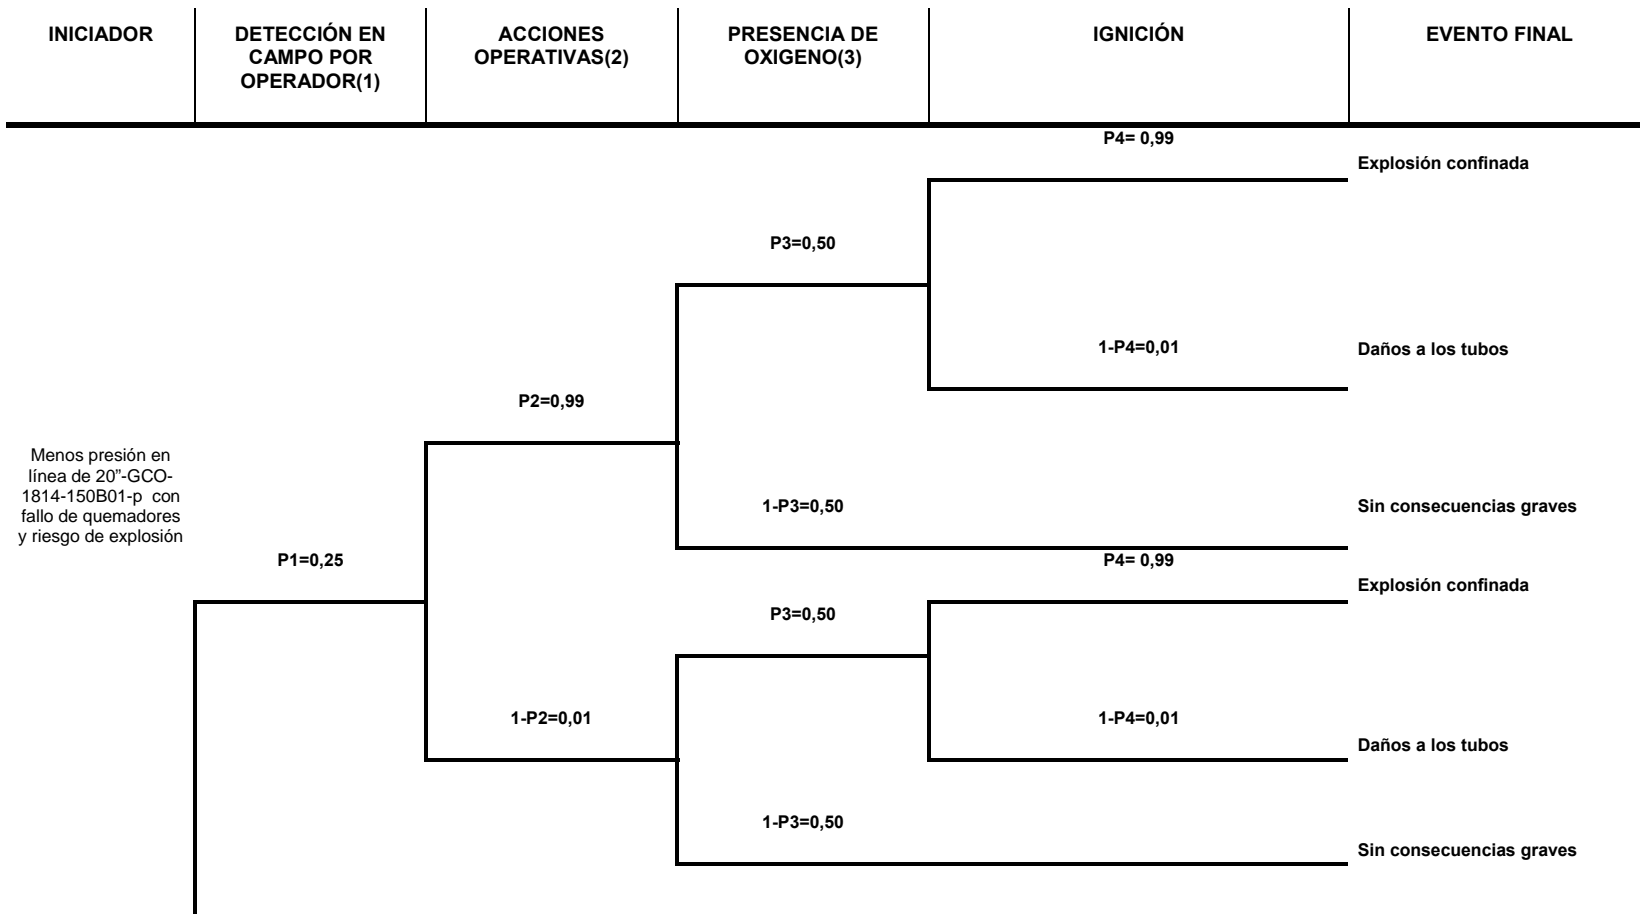 INICIADOR
DETECCIÓN EN
CAMPO POR
OPERADOR(1)
ACCIONES
OPERATIVAS(2)
PRESENCIA DE
OXIGENO(3)
IGNICIÓN
EVENTO FINAL
P4= 0,99
Explosión confinada
P3=0,50
1-P4=0,01
Daños a los tubos
P2=0,99
Menos presión en
línea de 20”-GCO-
1814-150B01-p con
fallo de quemadores
y riesgo de explosión
1-P3=0,50
Sin consecuencias graves
P1=0,25
P4= 0,99
Explosión confinada
P3=0,50
1-P2=0,01
1-P4=0,01
Daños a los tubos
1-P3=0,50
Sin consecuencias graves